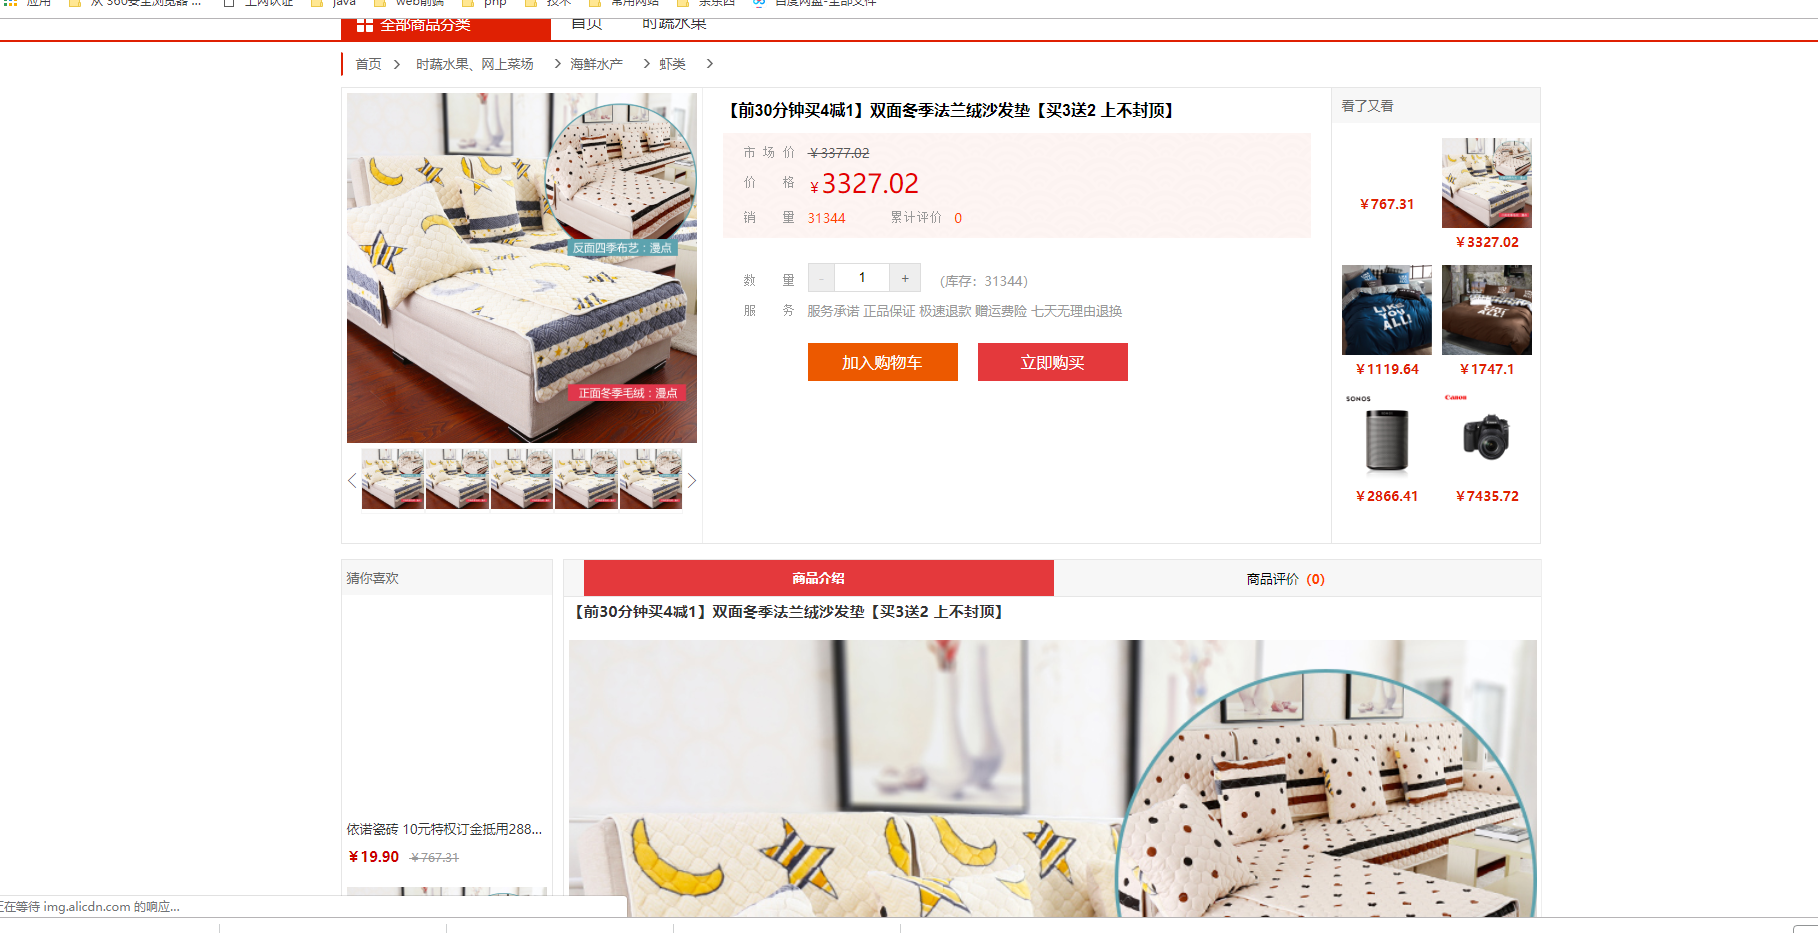 应用 从 360安全浏览器 ... 上网认证 java web前端 php 技术 常用网站 东东西 百度网盘-全部文件
全部商品分类 首页 时蔬水果
首页 > 时蔬水果、网上菜场 > 海鲜水产 > 虾类 >
【前30分钟买4减1】双面冬季法兰绒沙发垫【买3送2 上不封顶】
市场价 ￥3377.02
价格 ￥3327.02
销量 31344 累计评价 0
数量 - 1 + （库存：31344）
服务 服务承诺 正品保证 极速退款 赠运费险 七天无理由退换
加入购物车 立即购买
反面四季布艺：漫点
正面冬季毛绒：漫点
看了又看
￥767.31
￥3327.02
LIKE YOU ALL!
￥1119.64 ￥1747.1
SONOS Canon
￥2866.41 ￥7435.72
猜你喜欢
商品介绍 商品评价 (0)
【前30分钟买4减1】双面冬季法兰绒沙发垫【买3送2 上不封顶】
依诺瓷砖 10元特权订金抵用288...
￥19.90 ￥767.31
正在等待 img.alicdn.com 的响应...